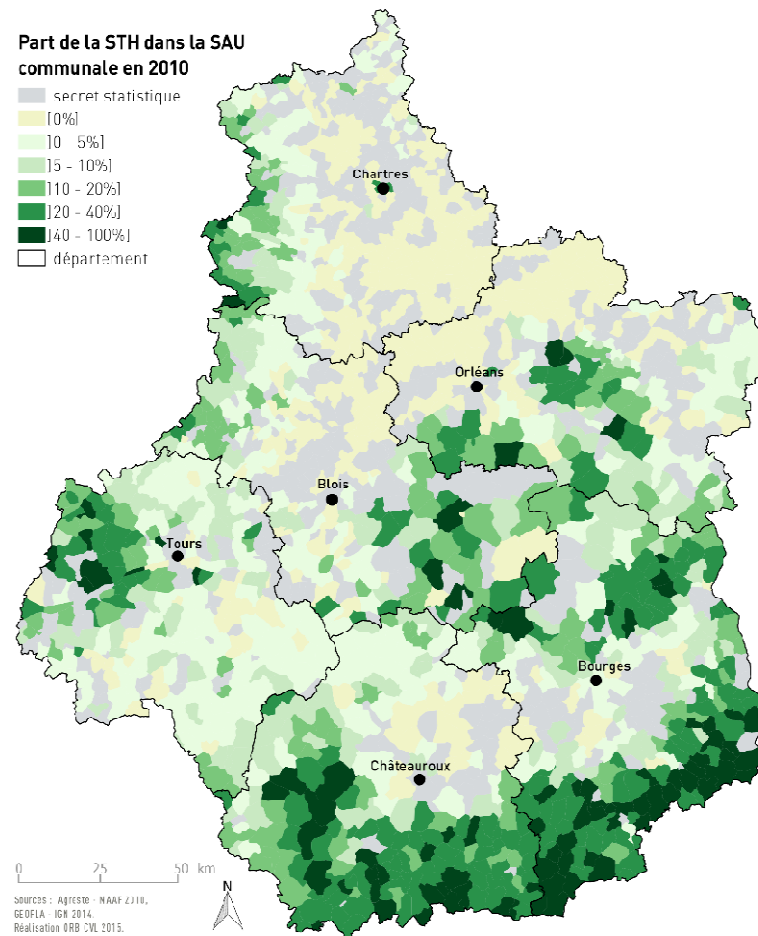 Part de la STH dans la SAU
communale en 2010
secret statistique
[0%]
]0 - 5%]
]5 - 10%]
]10 - 20%]
]20 - 40%]
]40 - 100%]
département
Chartres
Orléans
Blois
Tours
Bourges
Châteauroux
0 25 50 km
N
Sources : Agreste - MAAF 2010,
GEOFLA - IGN 2014.
Réalisation ORB CVL 2015.